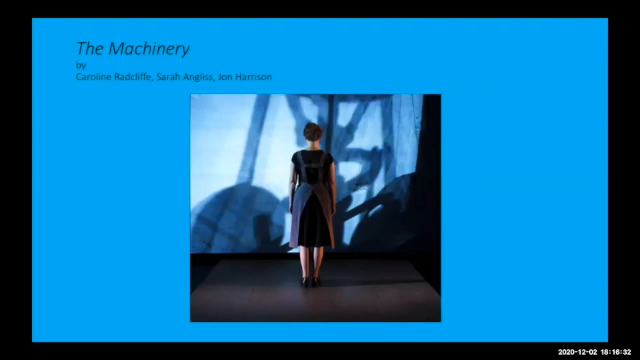 The Machinery
by
Caroline Radcliffe, Sarah Angliss, Jon Harrison
2020-12-02 18:16:32